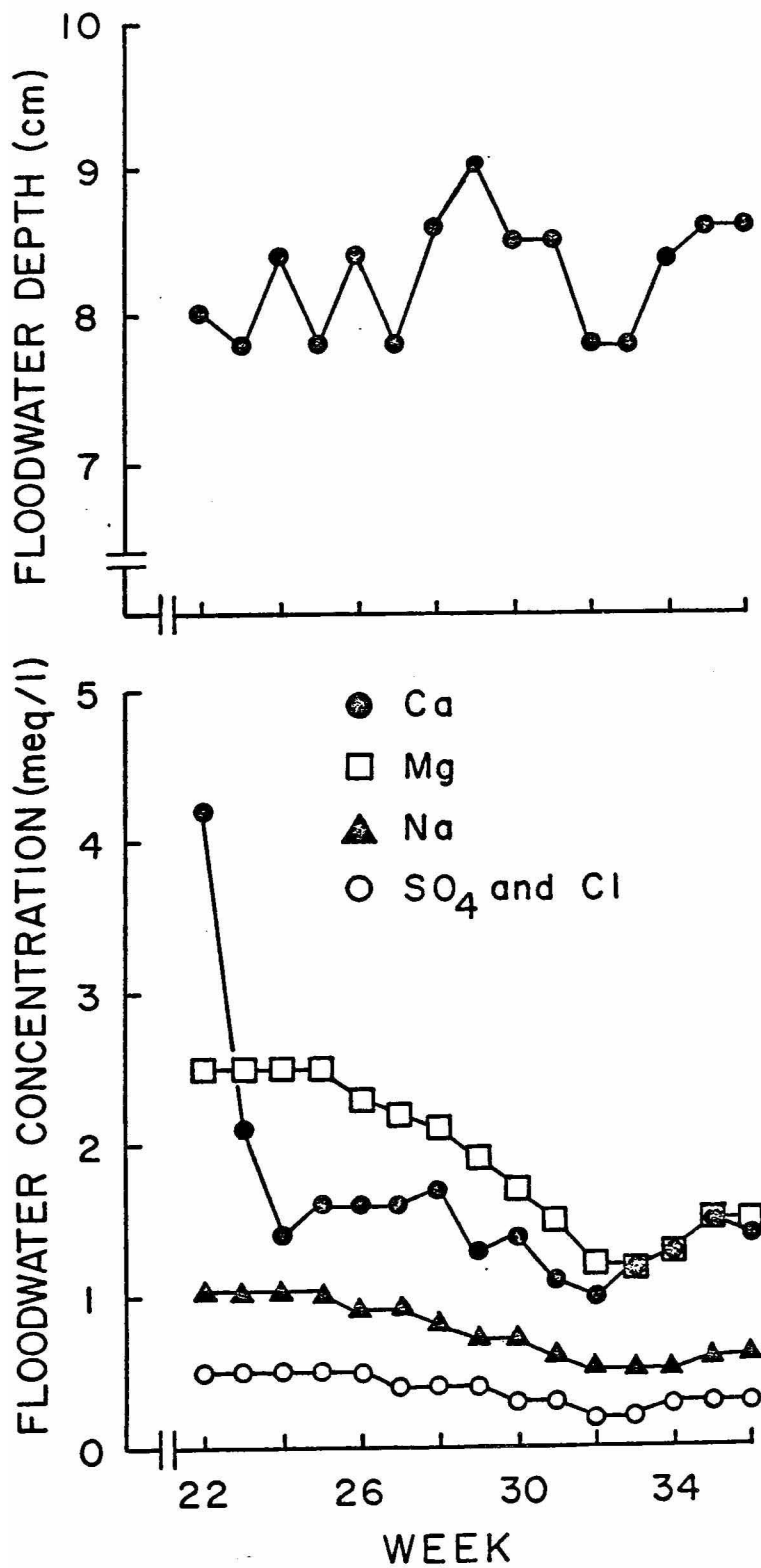 FLOODWATER DEPTH (cm)
10
9
8
7
FLOODWATER CONCENTRATION (meq/l)
5
4
3
2
1
0
Ca
Mg
Na
SO4 and Cl
22 26 30 34
WEEK